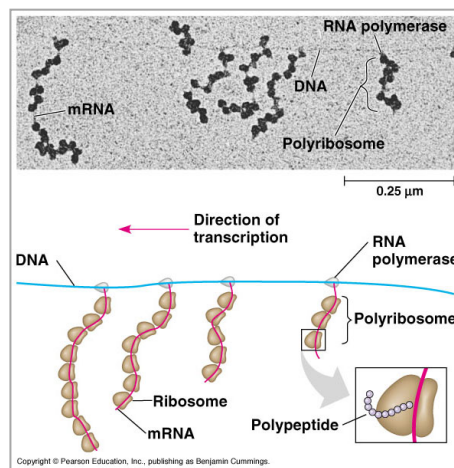 RNA polymerase
DNA
mRNA
Polyribosome
0.25 μm
Direction of
transcription
DNA
RNA
polymerase
Polyribosome
Ribosome
mRNA
Polypeptide
Copyright © Pearson Education, Inc., publishing as Benjamin Cummings.